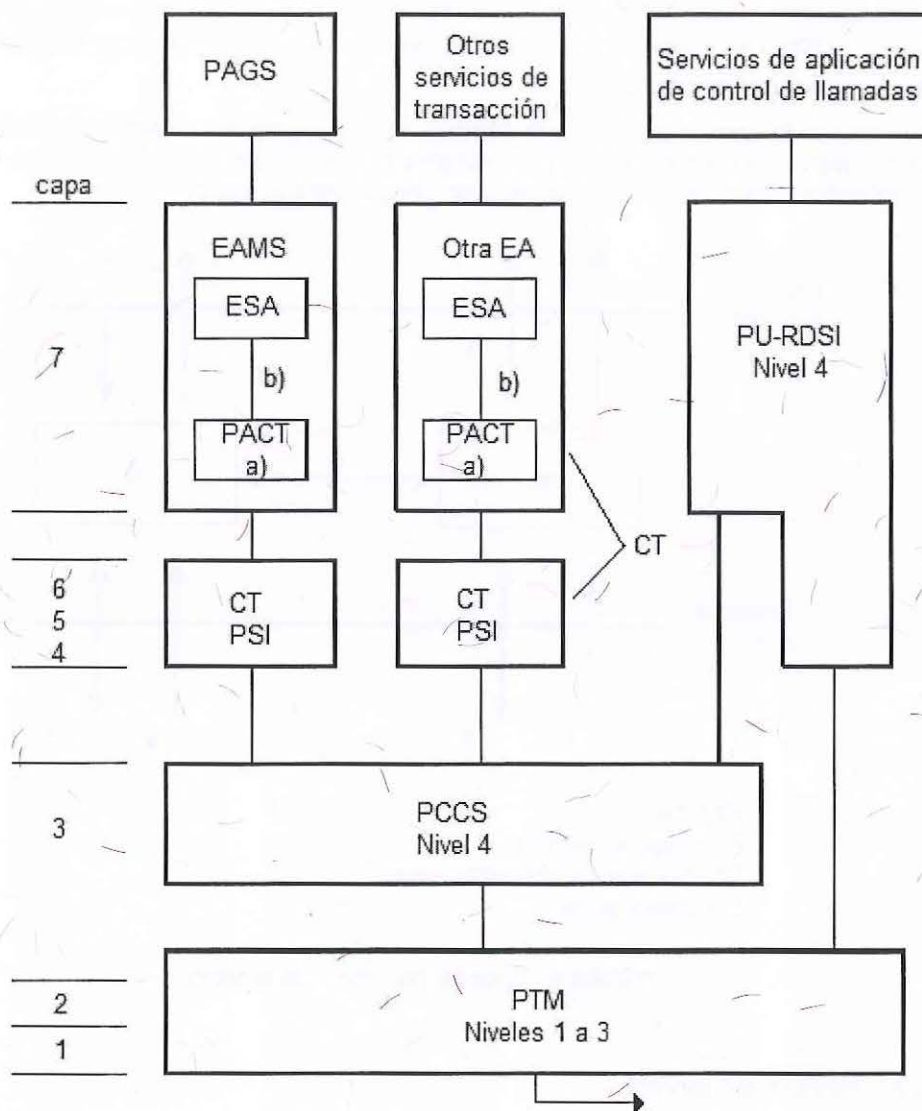 PAGS
Otros
servicios de
transacción
Servicios de aplicación
de control de llamadas
capa
7
EAMS
ESA
b)
PACT
a)
Otra EA
ESA
b)
PACT
a)
PU-RDSI
Nivel 4
CT
6
5
4
CT
PSI
CT
PSI
3
PCCS
Nivel 4
2
1
PTM
Niveles 1 a 3